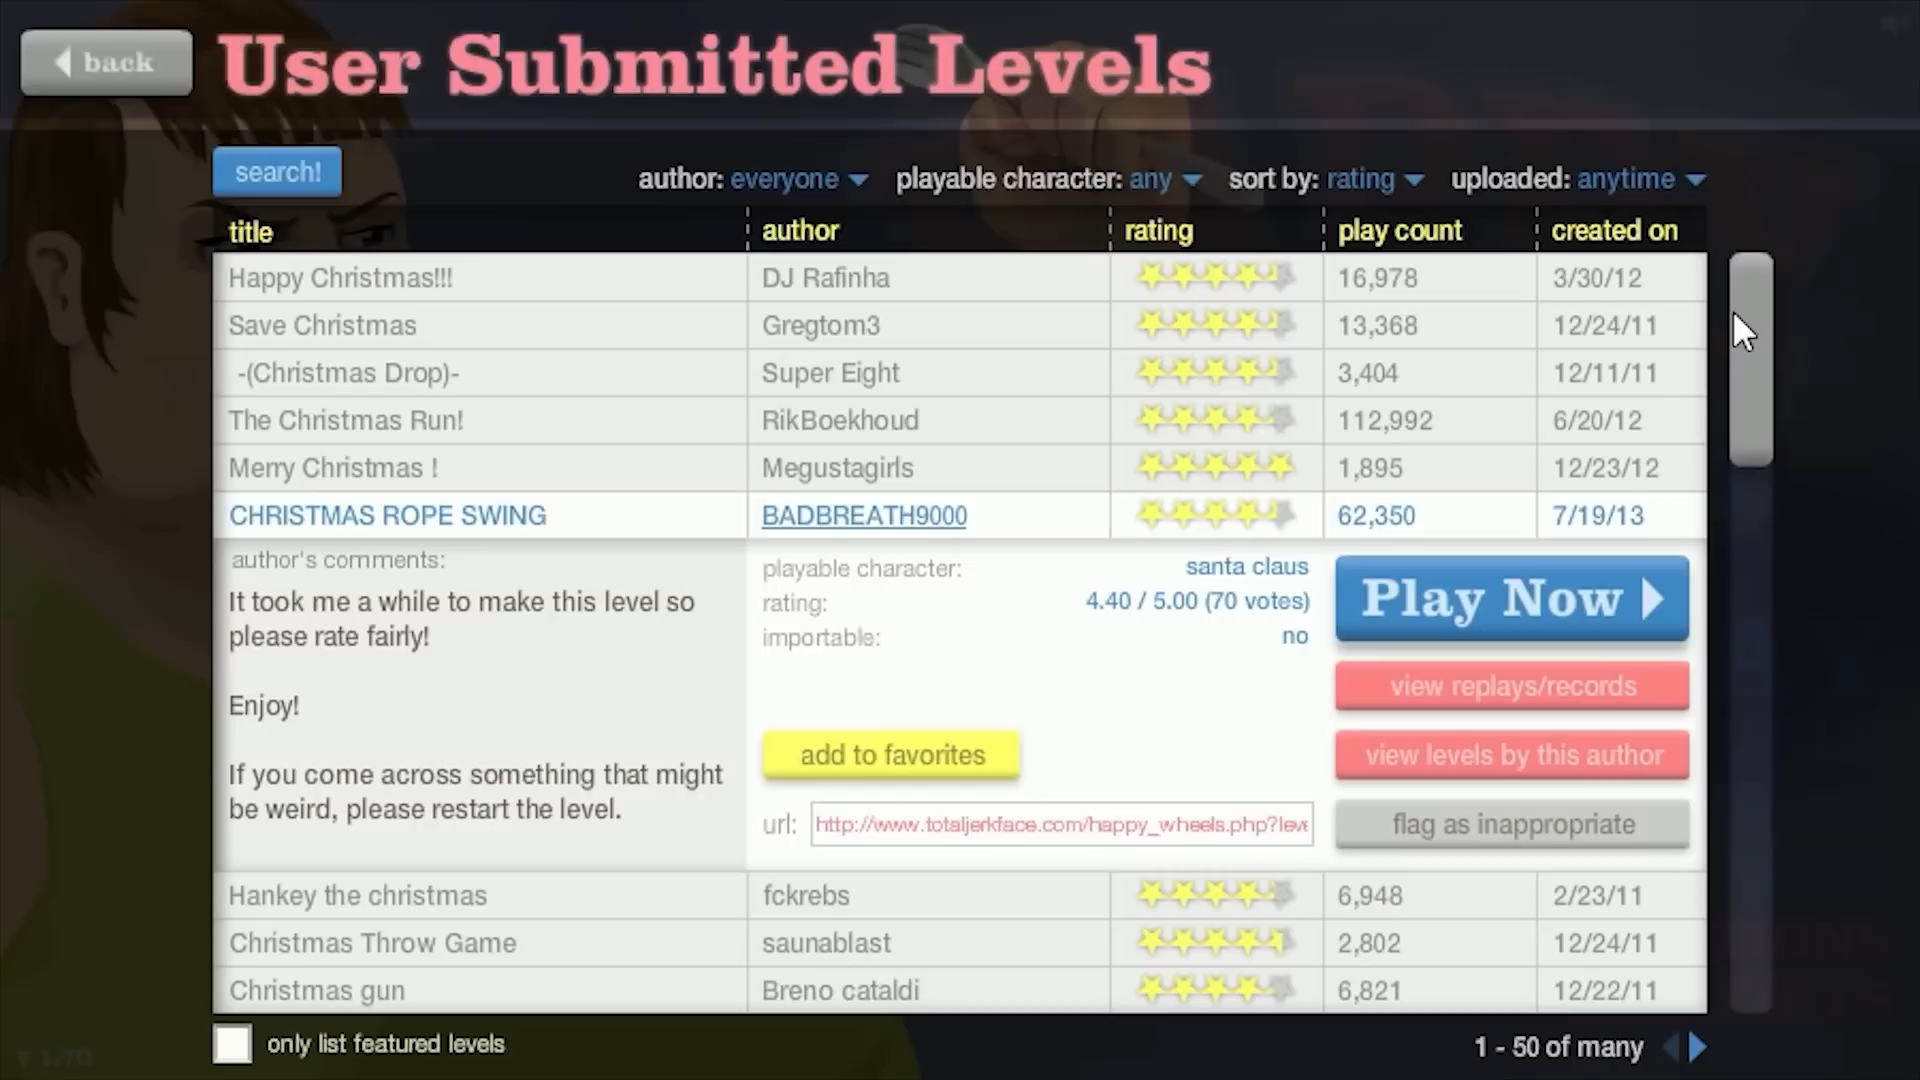 back
User Submitted Levels
search!
author: everyone
playable character: any
sort by: rating
uploaded: anytime
title author rating play count created on
Happy Christmas!!! DJ Rafinha 16,978 3/30/12
Save Christmas Gregtom3 13,368 12/24/11
-(Christmas Drop)- Super Eight 3,404 12/11/11
The Christmas Run! RikBoekhoud 112,992 6/20/12
Merry Christmas ! Megustagirls 1,895 12/23/12
CHRISTMAS ROPE SWING BADBREATH9000 62,350 7/19/13
author's comments:
It took me a while to make this level so
please rate fairly!
Enjoy!
If you come across something that might
be weird, please restart the level.
playable character: santa claus
rating: 4.40 / 5.00 (70 votes)
importable: no
add to favorites
url: http://www.totaljerkface.com/happy_wheels.php?leve
Play Now
view replays/records
view levels by this author
flag as inappropriate
Hankey the christmas fckrebs 6,948 2/23/11
Christmas Throw Game saunablast 2,802 12/24/11
Christmas gun Breno cataldi 6,821 12/22/11
only list featured levels
1 - 50 of many
v 1.70